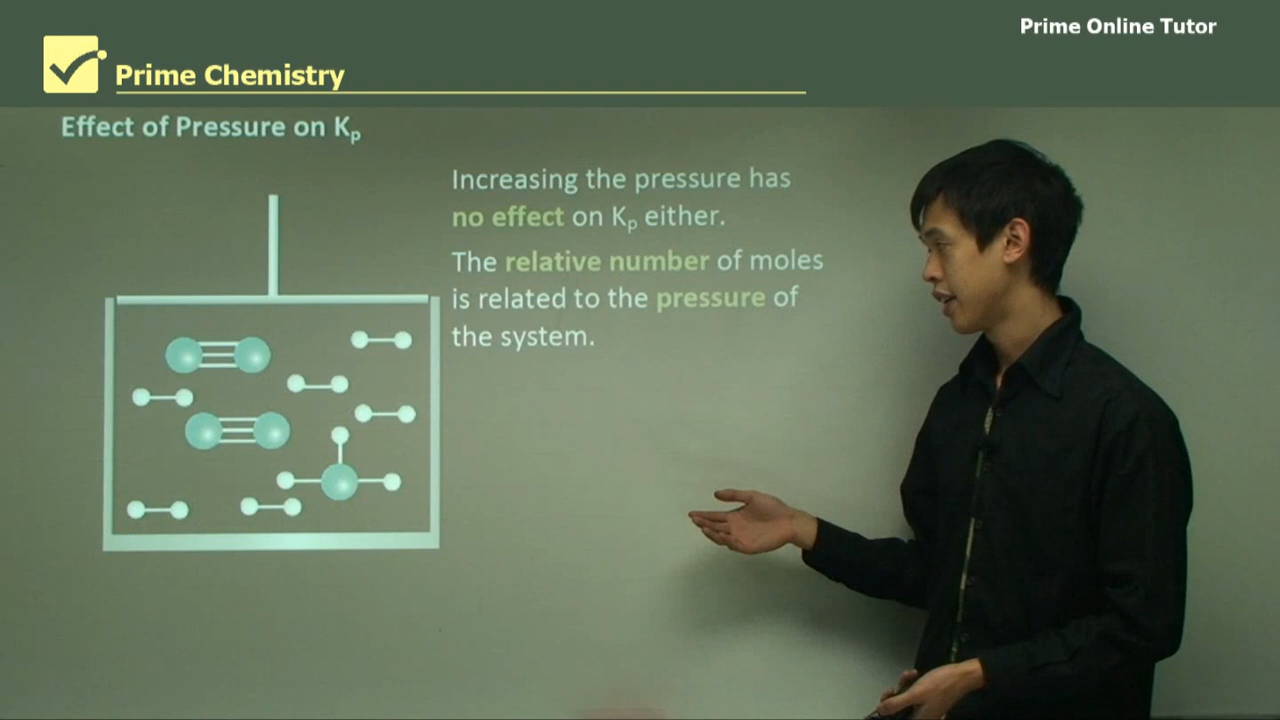 Prime Online Tutor
Prime Chemistry
Effect of Pressure on Kp
Increasing the pressure has
no effect on Kp either.
The relative number of moles
is related to the pressure of
the system.